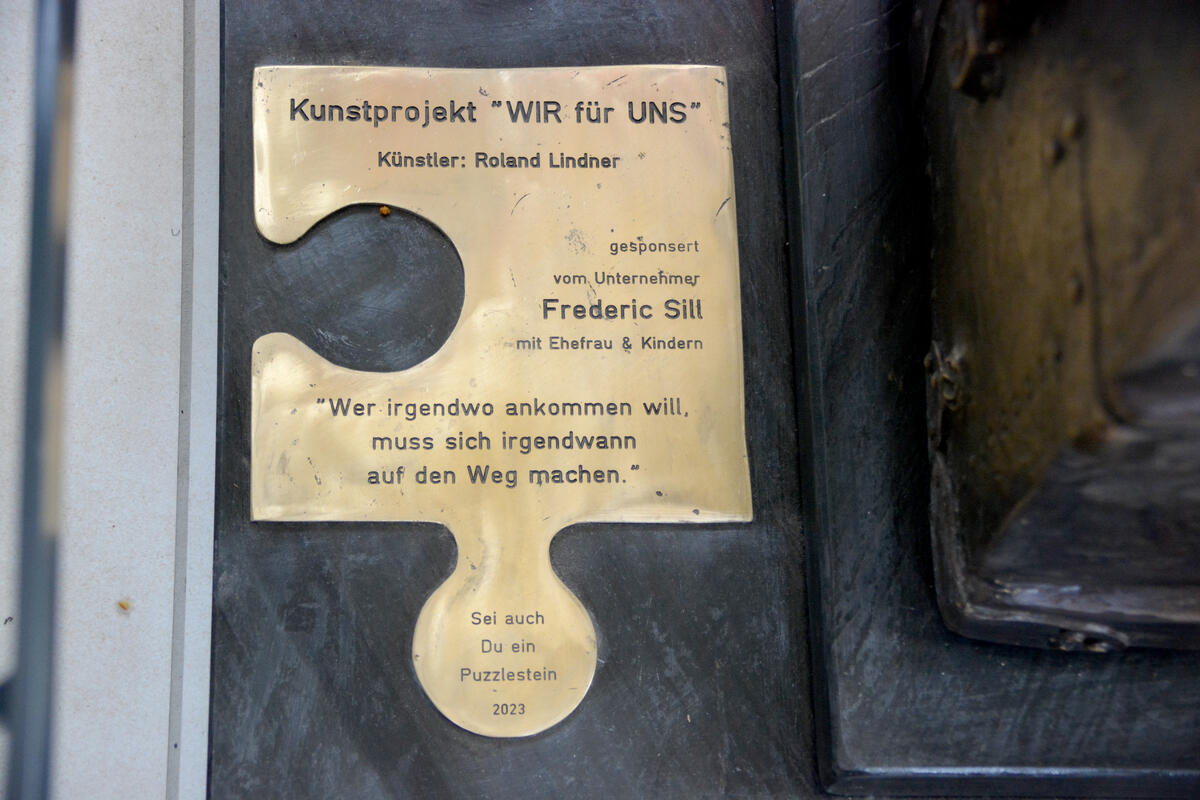 Kunstprojekt "WIR für UNS"
Künstler: Roland Lindner
gesponsert
vom Unternehmer
Frederic Sill
mit Ehefrau & Kindern
"Wer irgendwo ankommen will,
muss sich irgendwann
auf den Weg machen."
Sei auch
Du ein
Puzzlestein
2023